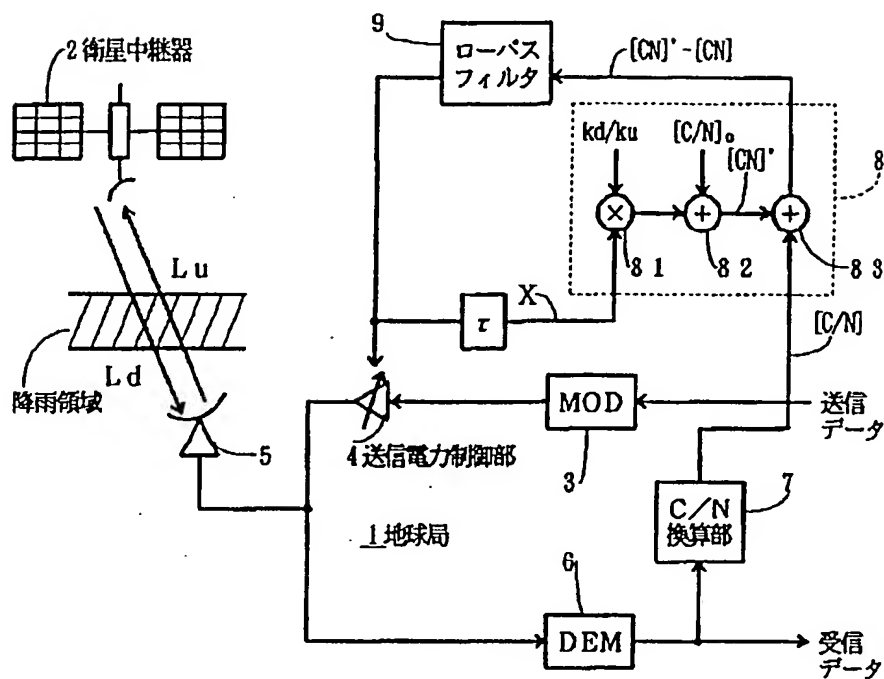 9
ローパス
フィルタ
[CN]'-[CN]
2衛星中継器
kd/ku
[C/N]₀
[CN]'
8
×
+
+
81
82
83
Lu
X
τ
[C/N]
Ld
降雨領域
MOD
送信
データ
5
4送信電力制御部
3
7
C/N
換算部
1地球局
6
DEM
受信
データ